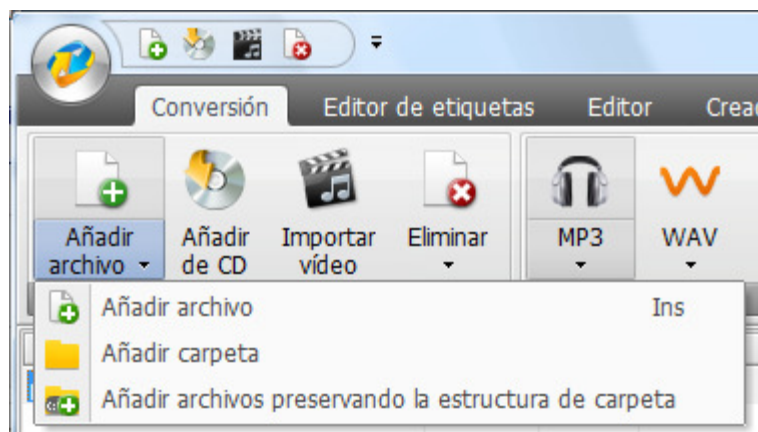 Conversión Editor de etiquetas Editor
Añadir archivo
Añadir de CD
Importar vídeo
Eliminar
MP3
WAV
Añadir archivo Ins
Añadir carpeta
Añadir archivos preservando la estructura de carpeta